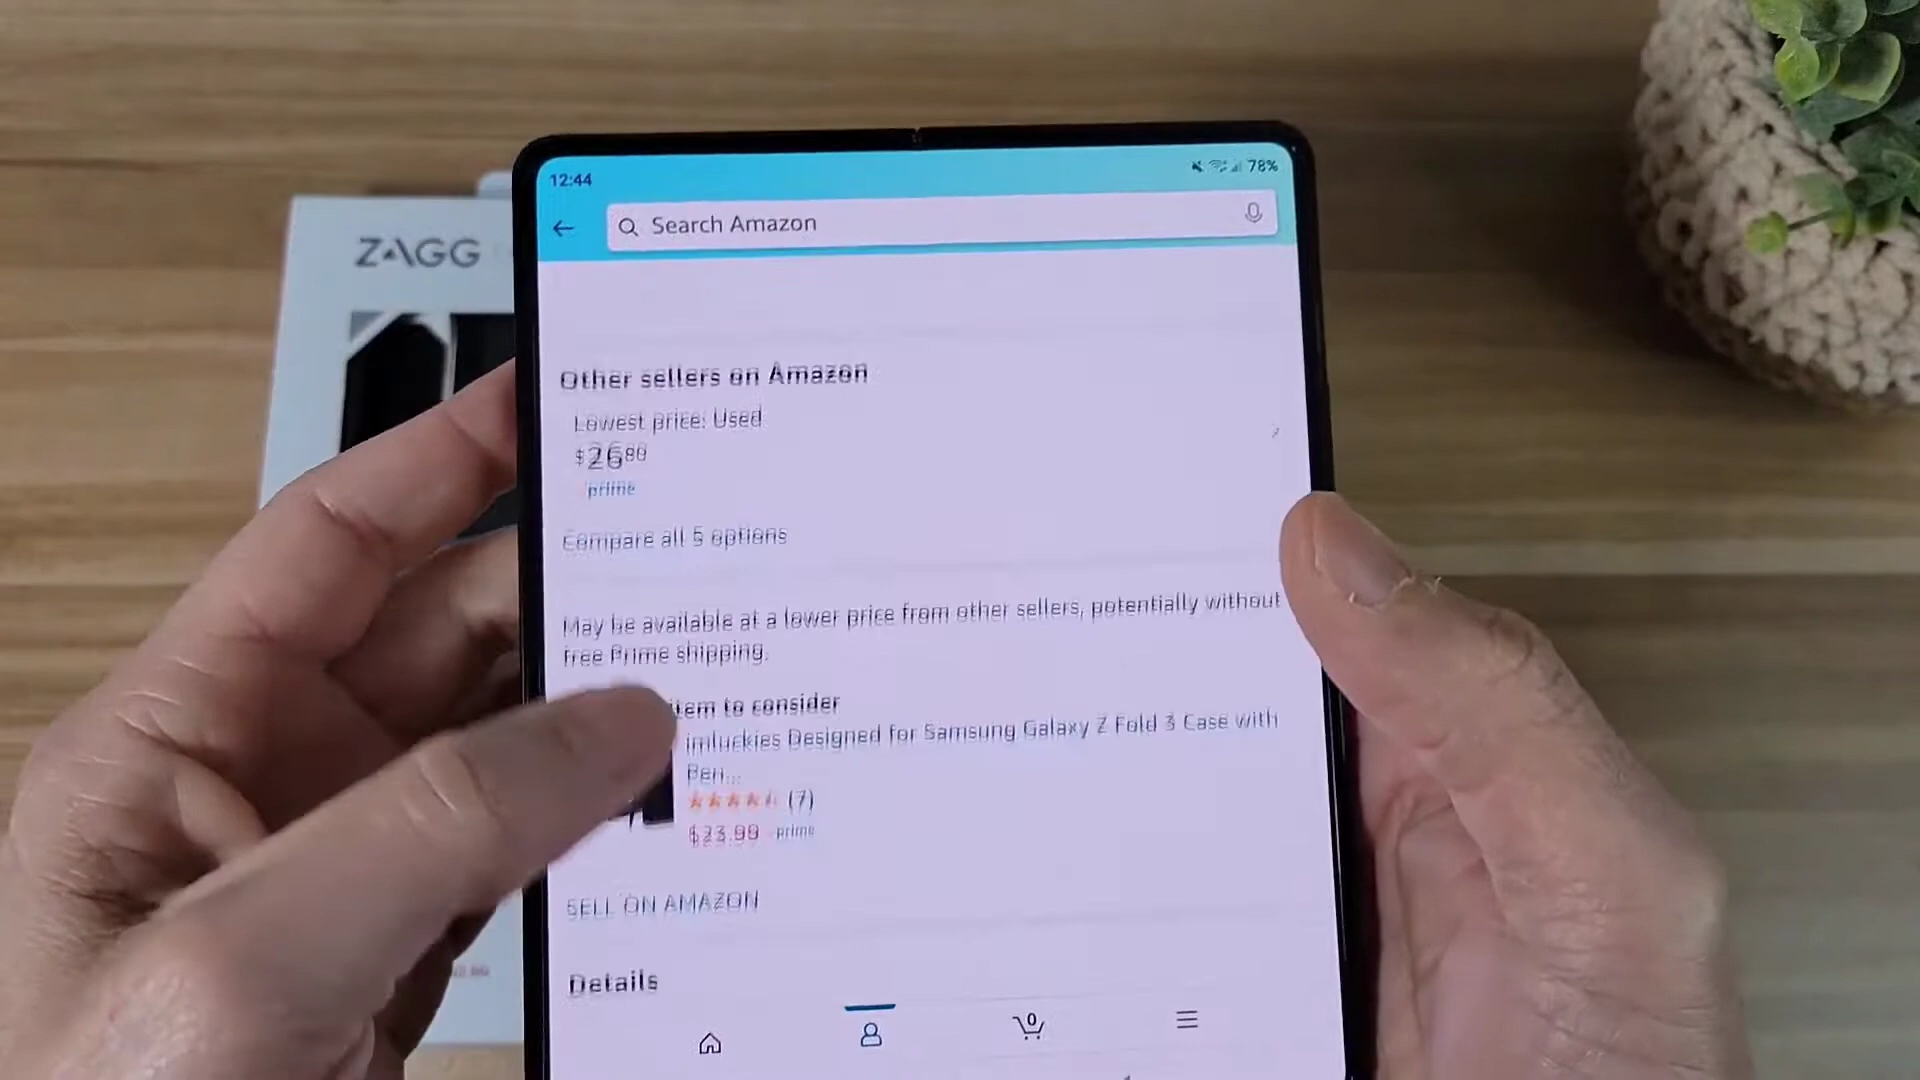 12:44
78%
Search Amazon
ZAGG
Other sellers on Amazon
Lowest price: Used
$26
prime
Compare all 5 options
May be available at a lower price from other sellers, potentially without
free Prime shipping.
item to consider
imluckies Designed for Samsung Galaxy Z Fold 3 Case with
Pen...
(7)
$23.99 prime
SELL ON AMAZON
Details
0